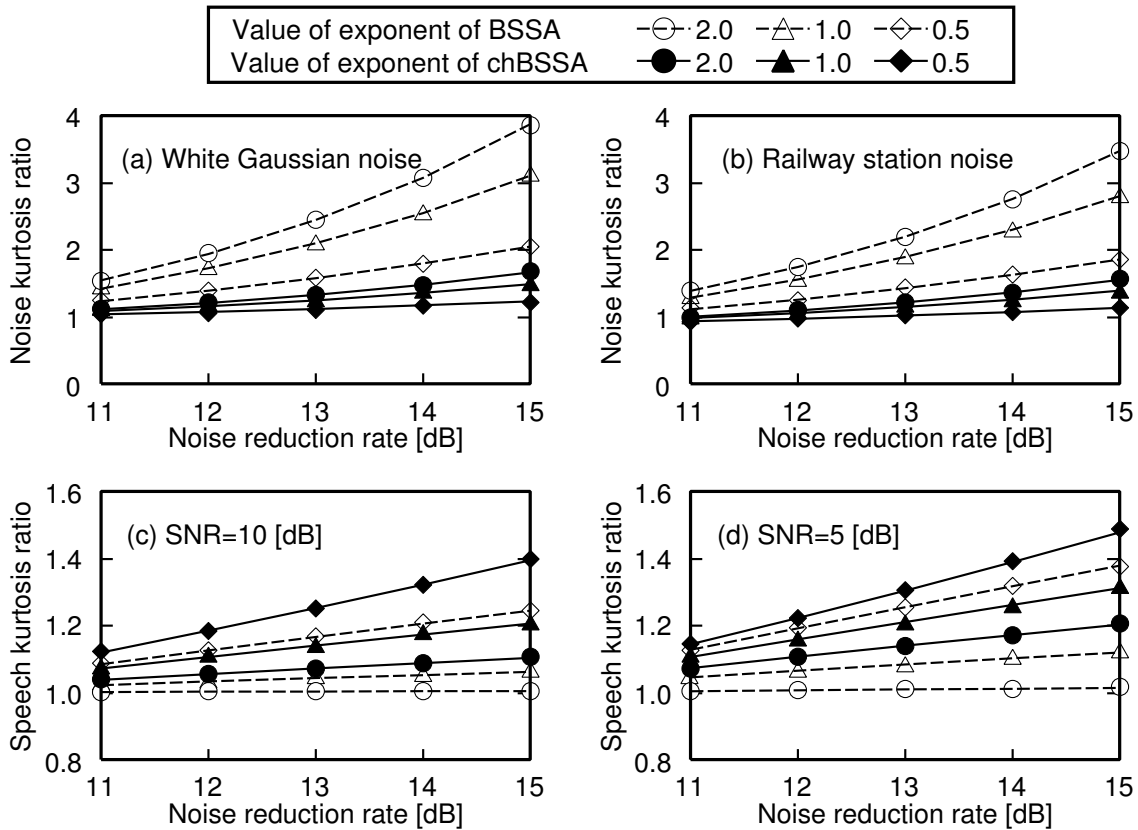 Value of exponent of BSSA 2.0 1.0 0.5
Value of exponent of chBSSA 2.0 1.0 0.5
(a) White Gaussian noise
Noise kurtosis ratio
4
3
2
1
0
11 12 13 14 15
Noise reduction rate [dB]
(b) Railway station noise
Noise kurtosis ratio
4
3
2
1
0
11 12 13 14 15
Noise reduction rate [dB]
(c) SNR=10 [dB]
Speech kurtosis ratio
1.6
1.4
1.2
1.0
0.8
11 12 13 14 15
Noise reduction rate [dB]
(d) SNR=5 [dB]
Speech kurtosis ratio
1.6
1.4
1.2
1.0
0.8
11 12 13 14 15
Noise reduction rate [dB]